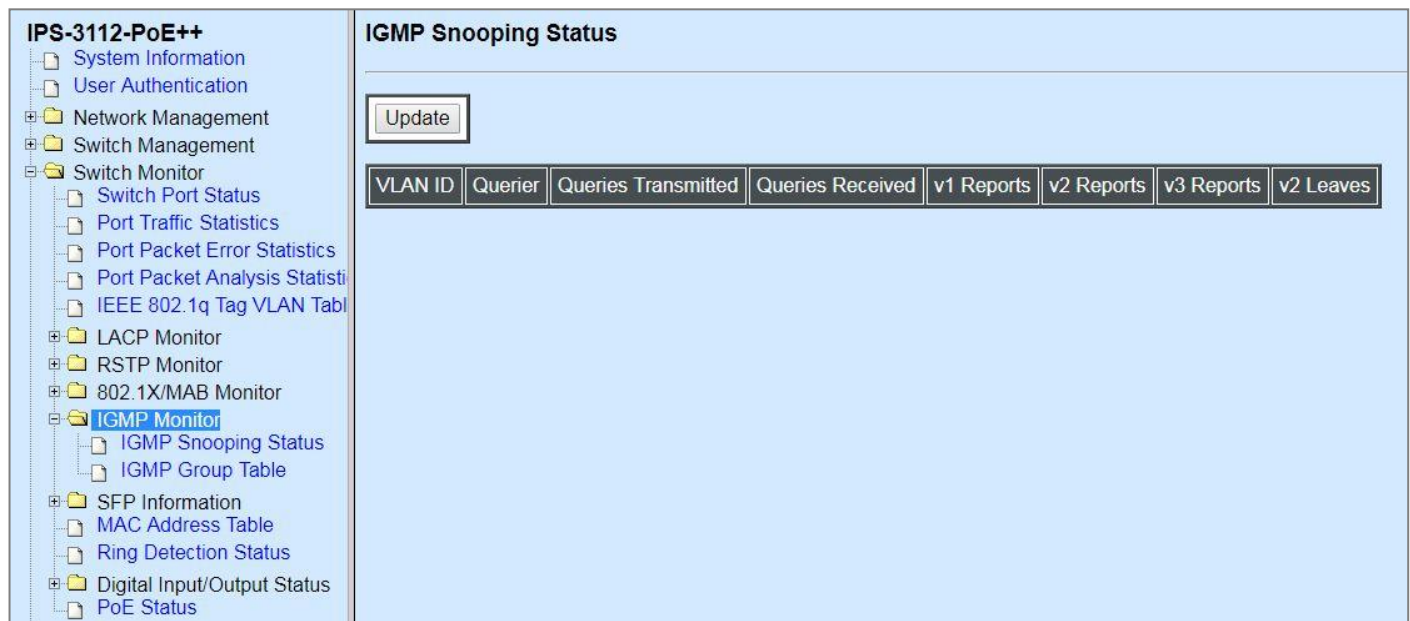 IPS-3112-PoE++
System Information
User Authentication
Network Management
Switch Management
Switch Monitor
Switch Port Status
Port Traffic Statistics
Port Packet Error Statistics
Port Packet Analysis Statisti
IEEE 802.1q Tag VLAN Tabl
LACP Monitor
RSTP Monitor
802.1X/MAB Monitor
IGMP Monitor
IGMP Snooping Status
IGMP Group Table
SFP Information
MAC Address Table
Ring Detection Status
Digital Input/Output Status
PoE Status
IGMP Snooping Status
Update
VLAN ID Querier Queries Transmitted Queries Received v1 Reports v2 Reports v3 Reports v2 Leaves